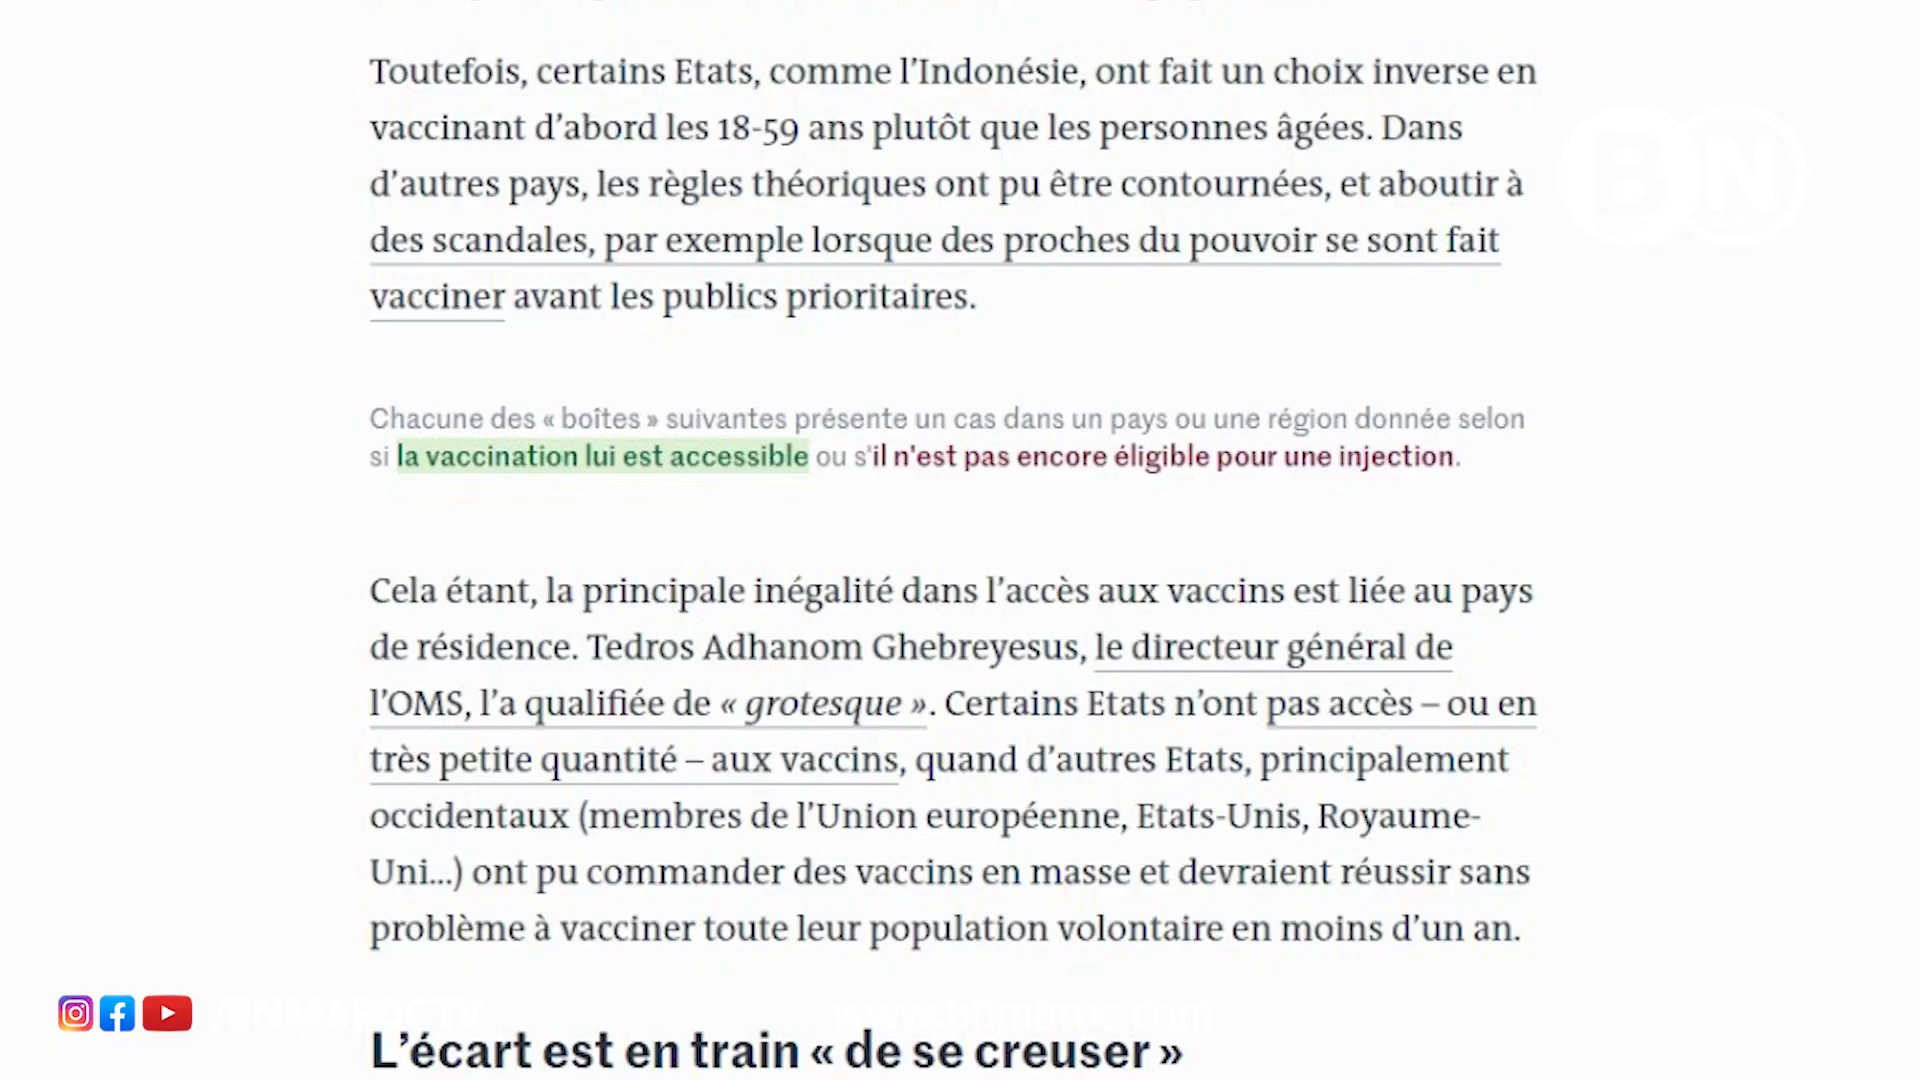 Toutefois, certains Etats, comme l’Indonésie, ont fait un choix inverse en
vaccinant d’abord les 18-59 ans plutôt que les personnes âgées. Dans
d’autres pays, les règles théoriques ont pu être contournées, et aboutir à
des scandales, par exemple lorsque des proches du pouvoir se sont fait
vacciner avant les publics prioritaires.
BN
Chacune des « boîtes » suivantes présente un cas dans un pays ou une région donnée selon
si la vaccination lui est accessible ou s'il n'est pas encore éligible pour une injection.
Cela étant, la principale inégalité dans l’accès aux vaccins est liée au pays
de résidence. Tedros Adhanom Ghebreyesus, le directeur général de
l’OMS, l’a qualifiée de « grotesque ». Certains Etats n’ont pas accès – ou en
très petite quantité – aux vaccins, quand d’autres Etats, principalement
occidentaux (membres de l’Union européenne, Etats-Unis, Royaume-
Uni…) ont pu commander des vaccins en masse et devraient réussir sans
problème à vacciner toute leur population volontaire en moins d’un an.
L’écart est en train « de se creuser »